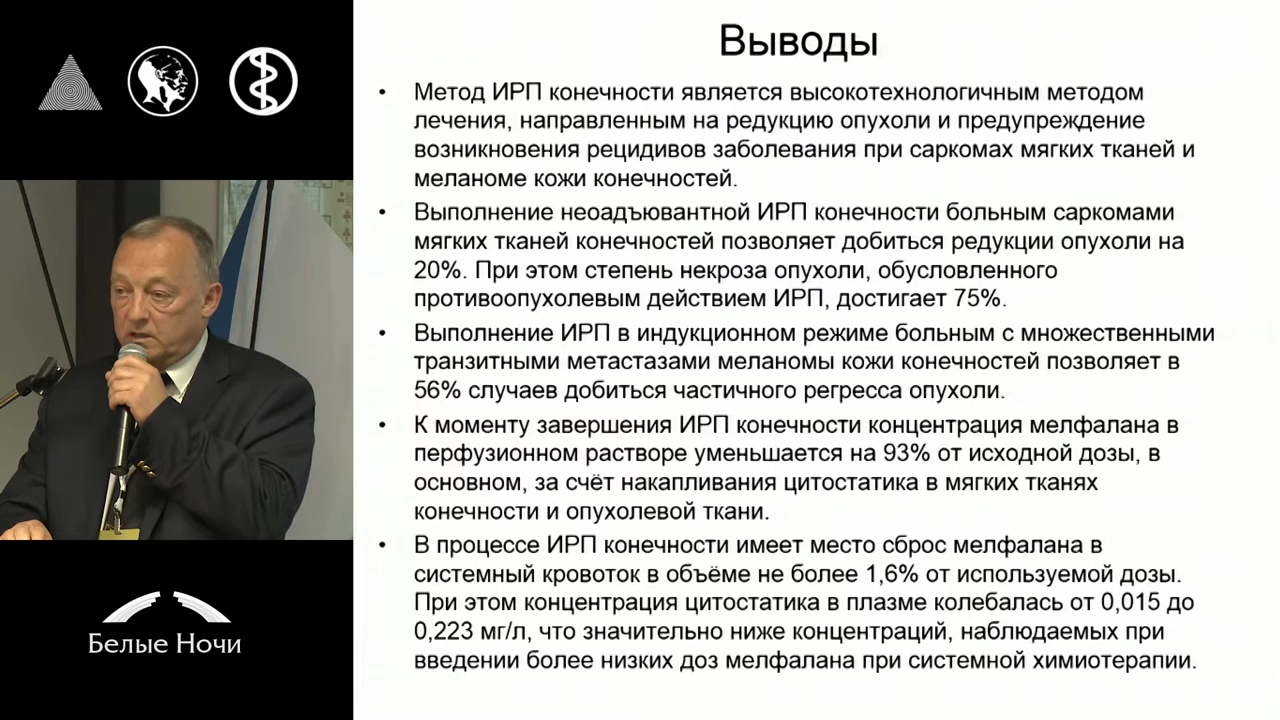 Выводы
• Метод ИРП конечности является высокотехнологичным методом
лечения, направленным на редукцию опухоли и предупреждение
возникновения рецидивов заболевания при саркомах мягких тканей и
меланоме кожи конечностей.
• Выполнение неоадъювантной ИРП конечности больным саркомами
мягких тканей конечностей позволяет добиться редукции опухоли на
20%. При этом степень некроза опухоли, обусловленного
противоопухолевым действием ИРП, достигает 75%.
• Выполнение ИРП в индукционном режиме больным с множественными
транзитными метастазами меланомы кожи конечностей позволяет в
56% случаев добиться частичного регресса опухоли.
• К моменту завершения ИРП конечности концентрация мелфалана в
перфузионном растворе уменьшается на 93% от исходной дозы, в
основном, за счёт накапливания цитостатика в мягких тканях
конечности и опухолевой ткани.
• В процессе ИРП конечности имеет место сброс мелфалана в
системный кровоток в объёме не более 1,6% от используемой дозы.
При этом концентрация цитостатика в плазме колебалась от 0,015 до
0,223 мг/л, что значительно ниже концентраций, наблюдаемых при
введении более низких доз мелфалана при системной химиотерапии.
Белые Ночи